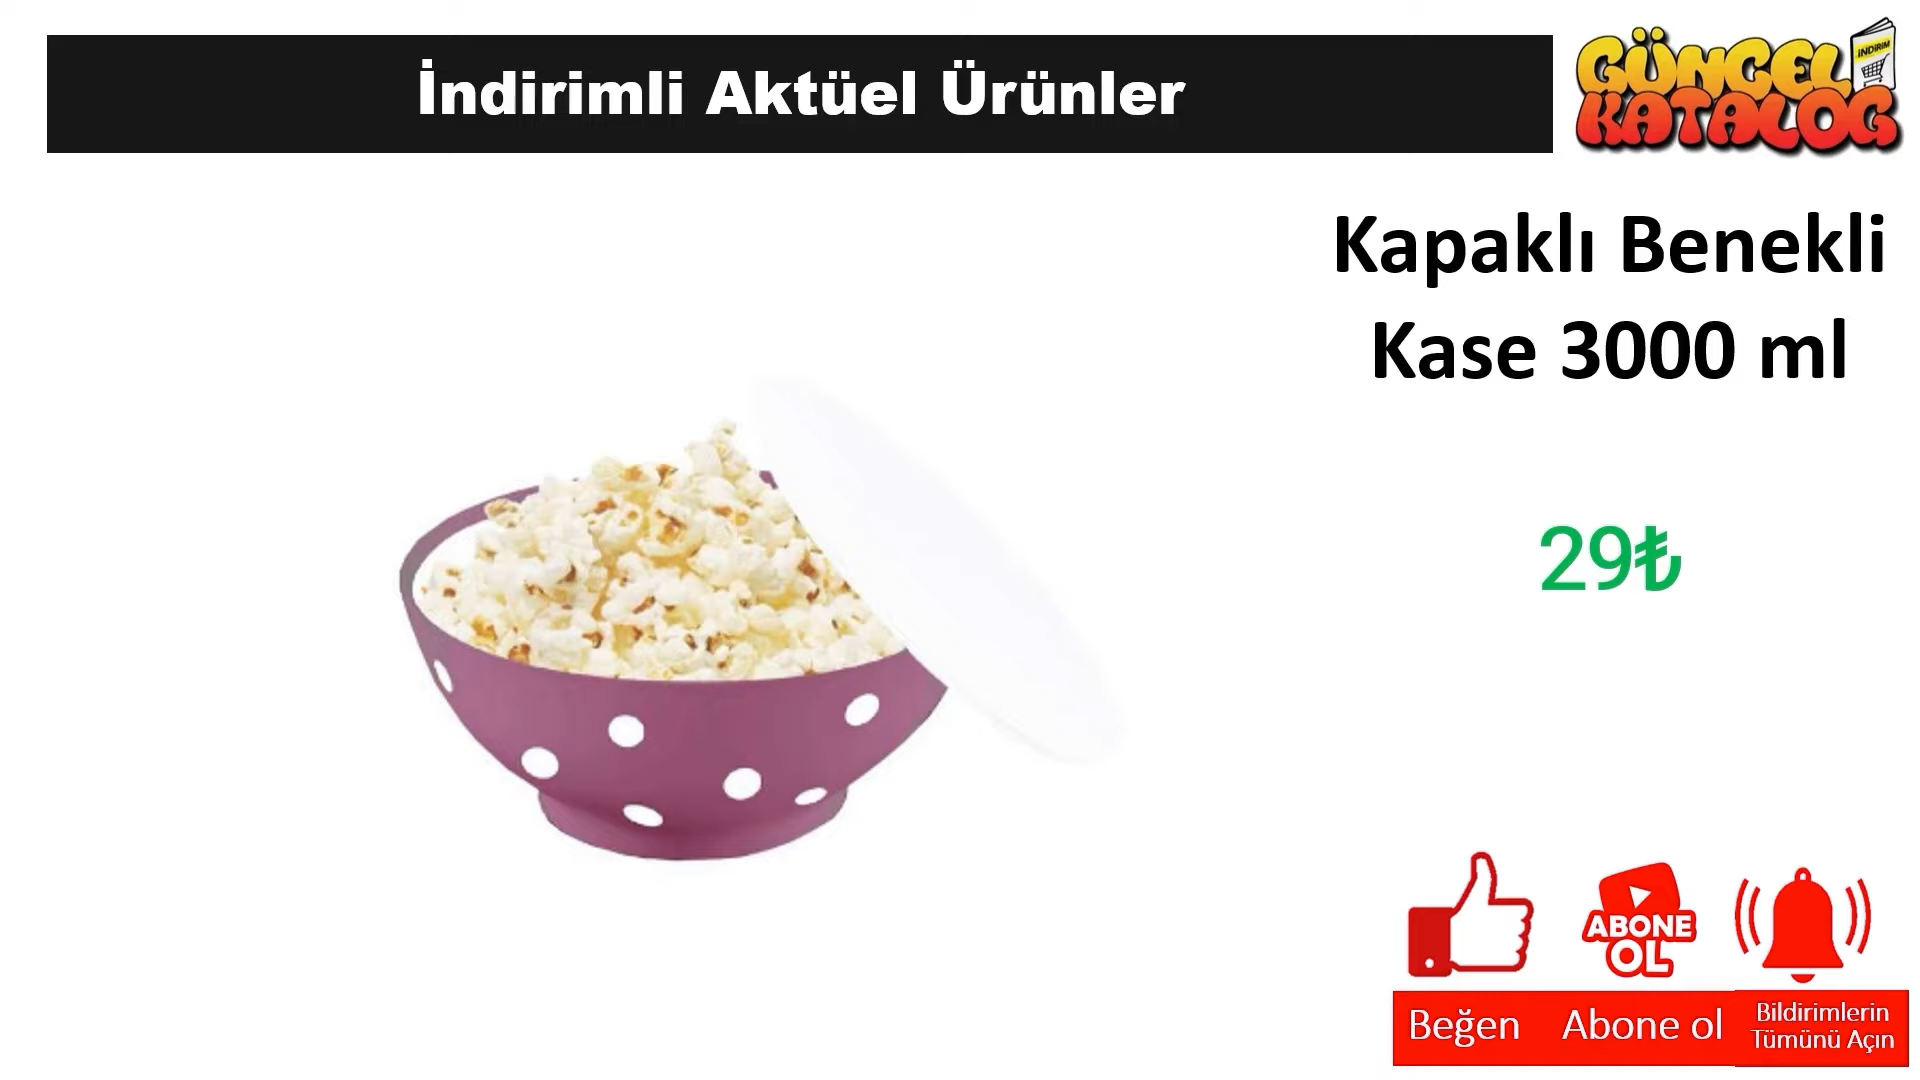 İndirimli Aktüel Ürünler
GÜNCEL
KATALOG
İNDİRİM
Kapaklı Benekli
Kase 3000 ml
29₺
ABONE
OL
Beğen
Abone ol
Bildirimlerin
Tümünü Açın